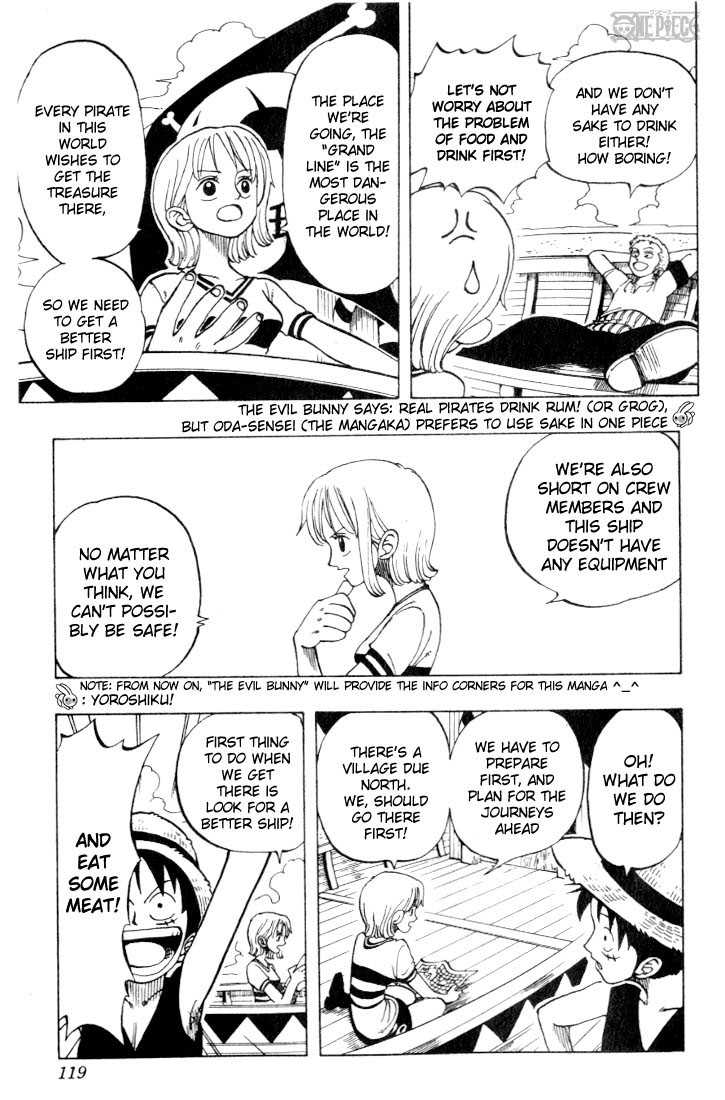 ONE PIECE
AND WE DON'T
HAVE ANY
SAKE TO DRINK
EITHER!
HOW BORING!
LET'S NOT
WORRY ABOUT
THE PROBLEM
OF FOOD AND
DRINK FIRST!
THE PLACE
WE'RE
GOING, THE
"GRAND
LINE" IS THE
MOST DAN-
GEROUS
PLACE IN
THE WORLD!
EVERY PIRATE
IN THIS
WORLD
WISHES TO
GET THE
TREASURE
THERE,
SO WE NEED
TO GET A
BETTER
SHIP FIRST!
THE EVIL BUNNY SAYS: REAL PIRATES DRINK RUM! (OR GROG),
BUT ODA-SENSEI (THE MANGAKA) PREFERS TO USE SAKE IN ONE PIECE
WE'RE ALSO
SHORT ON CREW
MEMBERS AND
THIS SHIP
DOESN'T HAVE
ANY EQUIPMENT
NO MATTER
WHAT YOU
THINK, WE
CAN'T POSSI-
BLY BE SAFE!
NOTE: FROM NOW ON, "THE EVIL BUNNY" WILL PROVIDE THE INFO CORNERS FOR THIS MANGA ^_^
: YOROSHIKU!
OH!
WHAT DO
WE DO
THEN?
WE HAVE TO
PREPARE
FIRST, AND
PLAN FOR THE
JOURNEYS
AHEAD
THERE'S A
VILLAGE DUE
NORTH.
WE, SHOULD
GO THERE
FIRST!
FIRST THING
TO DO WHEN
WE GET
THERE IS
LOOK FOR A
BETTER SHIP!
AND
EAT
SOME
MEAT!
119